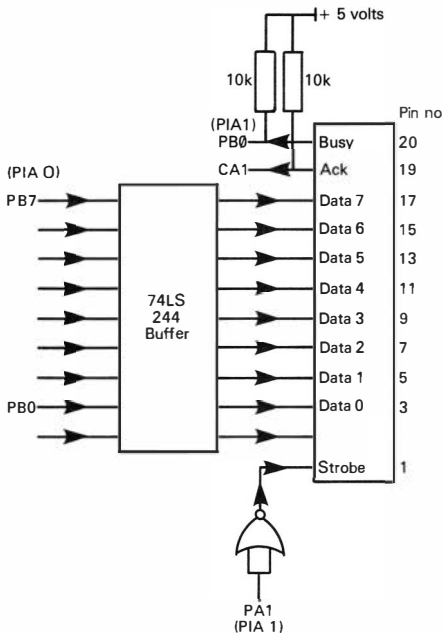 + 5 volts
10k
10k
Pin no
(PIA1)
PB0
Busy
20
CA1
Ack
19
(PIA 0)
PB7
Data 7
17
Data 6
15
Data 5
13
74LS
244
Buffer
Data 4
11
Data 3
9
Data 2
7
Data 1
5
PB0
Data 0
3
Strobe
1
PA1
(PIA 1)